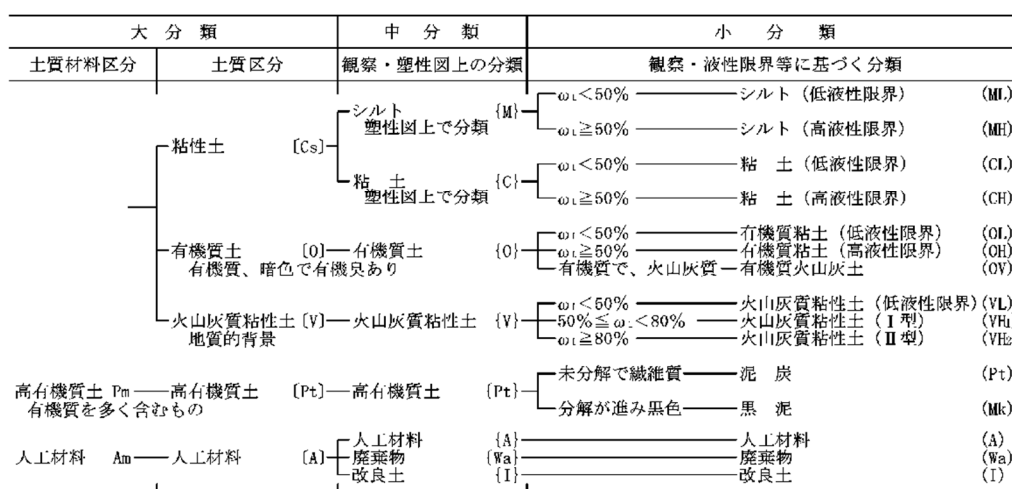 大 分 類 中 分 類 小 分 類
土質材料区分 土質区分 観察・塑性図上の分類 観察・液性限界等に基づく分類
ωL<50% シルト(低液性限界) (ML)
シルト {M}
塑性図上で分類
ωL≧50% シルト(高液性限界) (MH)
粘性土 [Cs]
ωL<50% 粘 土(低液性限界) (CL)
粘 土 {C}
塑性図上で分類
ωL≧50% 粘 土(高液性限界) (CH)
ωL<50% 有機質粘土(低液性限界) (OL)
有機質土 [O] 有機質土 {O} ωL≧50% 有機質粘土(高液性限界) (OH)
有機質、暗色で有機臭あり 有機質で、火山灰質 有機質火山灰土 (OV)
ωL<50% 火山灰質粘性土(低液性限界)(VL)
火山灰質粘性土 [V] 火山灰質粘性土 {V} 50%≦ωL<80% 火山灰質粘性土(Ⅰ型) (VH1)
地質的背景 ωL≧80% 火山灰質粘性土(Ⅱ型) (VH2)
未分解で繊維質 泥 炭 (Pt)
高有機質土 Pm 高有機質土 [Pt] 高有機質土 {Pt}
有機質を多く含むもの 分解が進み黒色 黒 泥 (Mk)
人工材料 {A} 人工材料 (A)
人工材料 Am 人工材料 [A] 廃棄物 {Wa} 廃棄物 (Wa)
改良土 {I} 改良土 (I)